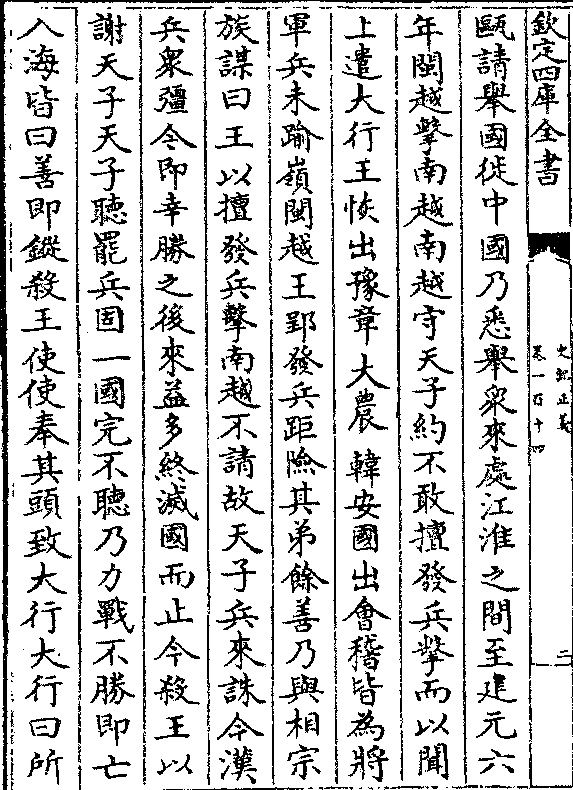 欽定四庫全書
史記正義
卷一百十四
二
甌請舉國徙中國乃悉舉衆來處江淮之間至建元六
年閩越擊南越南越守天子約不敢擅發兵擊而以聞
上遣大行王恢出豫章大農韓安國出會稽皆為將
軍兵未踰嶺閩越王郢發兵距險其弟餘善乃與相宗
族謀曰王以擅發兵擊南越不請故天子兵來誅今漢
兵衆彊今即幸勝之後來益多終滅國而止今殺王以
謝天子天子聽罷兵固一國完不聽乃力戰不勝即亡
入海皆曰善即鏦殺王使使奉其頭致大行大行曰所